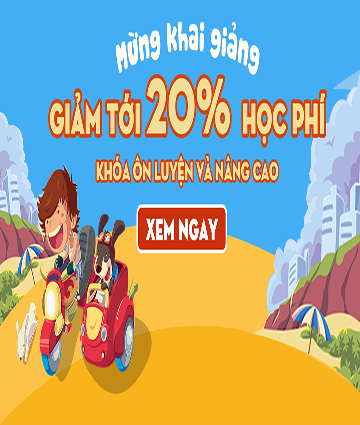 Mừng khai giảng
GIẢM TỚI 20% HỌC PHÍ
KHÓA ÔN LUYỆN VÀ NÂNG CAO
XEM NGAY